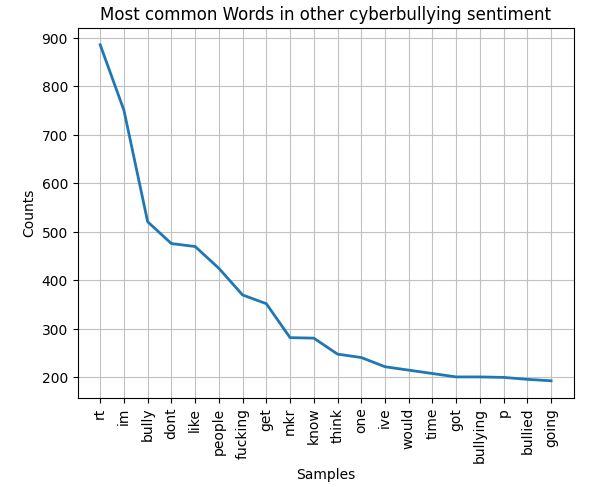 Most common Words in other cyberbullying sentiment
900
800
700
600
500
400
300
200
Counts
rt
im
bully
dont
like
people
fucking
get
mkr
know
think
one
ive
would
time
got
bullying
p
bullied
going
Samples